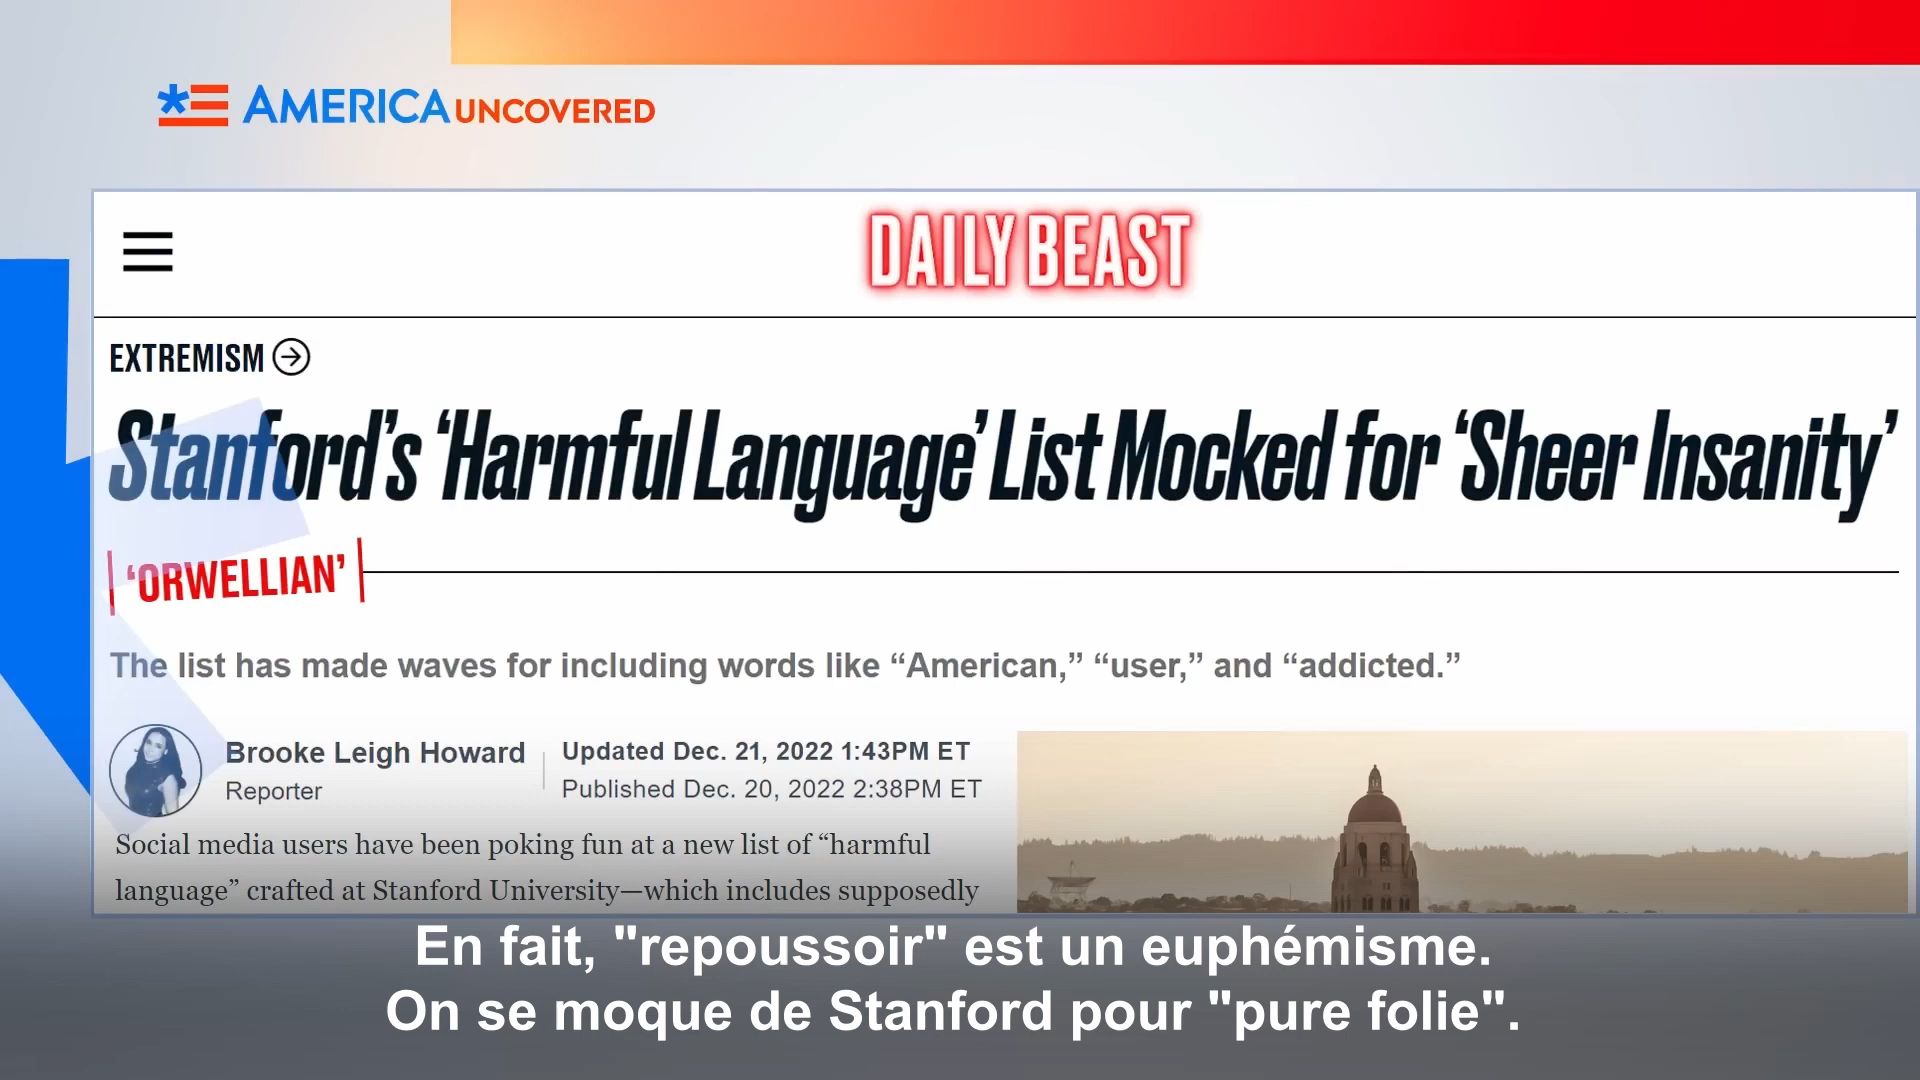 AMERICA UNCOVERED
DAILY BEAST
EXTREMISM
Stanford’s ‘Harmful Language’ List Mocked for ‘Sheer Insanity’
‘ORWELLIAN’
The list has made waves for including words like “American,” “user,” and “addicted.”
Brooke Leigh Howard
Reporter
Updated Dec. 21, 2022 1:43PM ET
Published Dec. 20, 2022 2:38PM ET
Social media users have been poking fun at a new list of “harmful
language” crafted at Stanford University—which includes supposedly
En fait, "repoussoir" est un euphémisme.
On se moque de Stanford pour "pure folie".